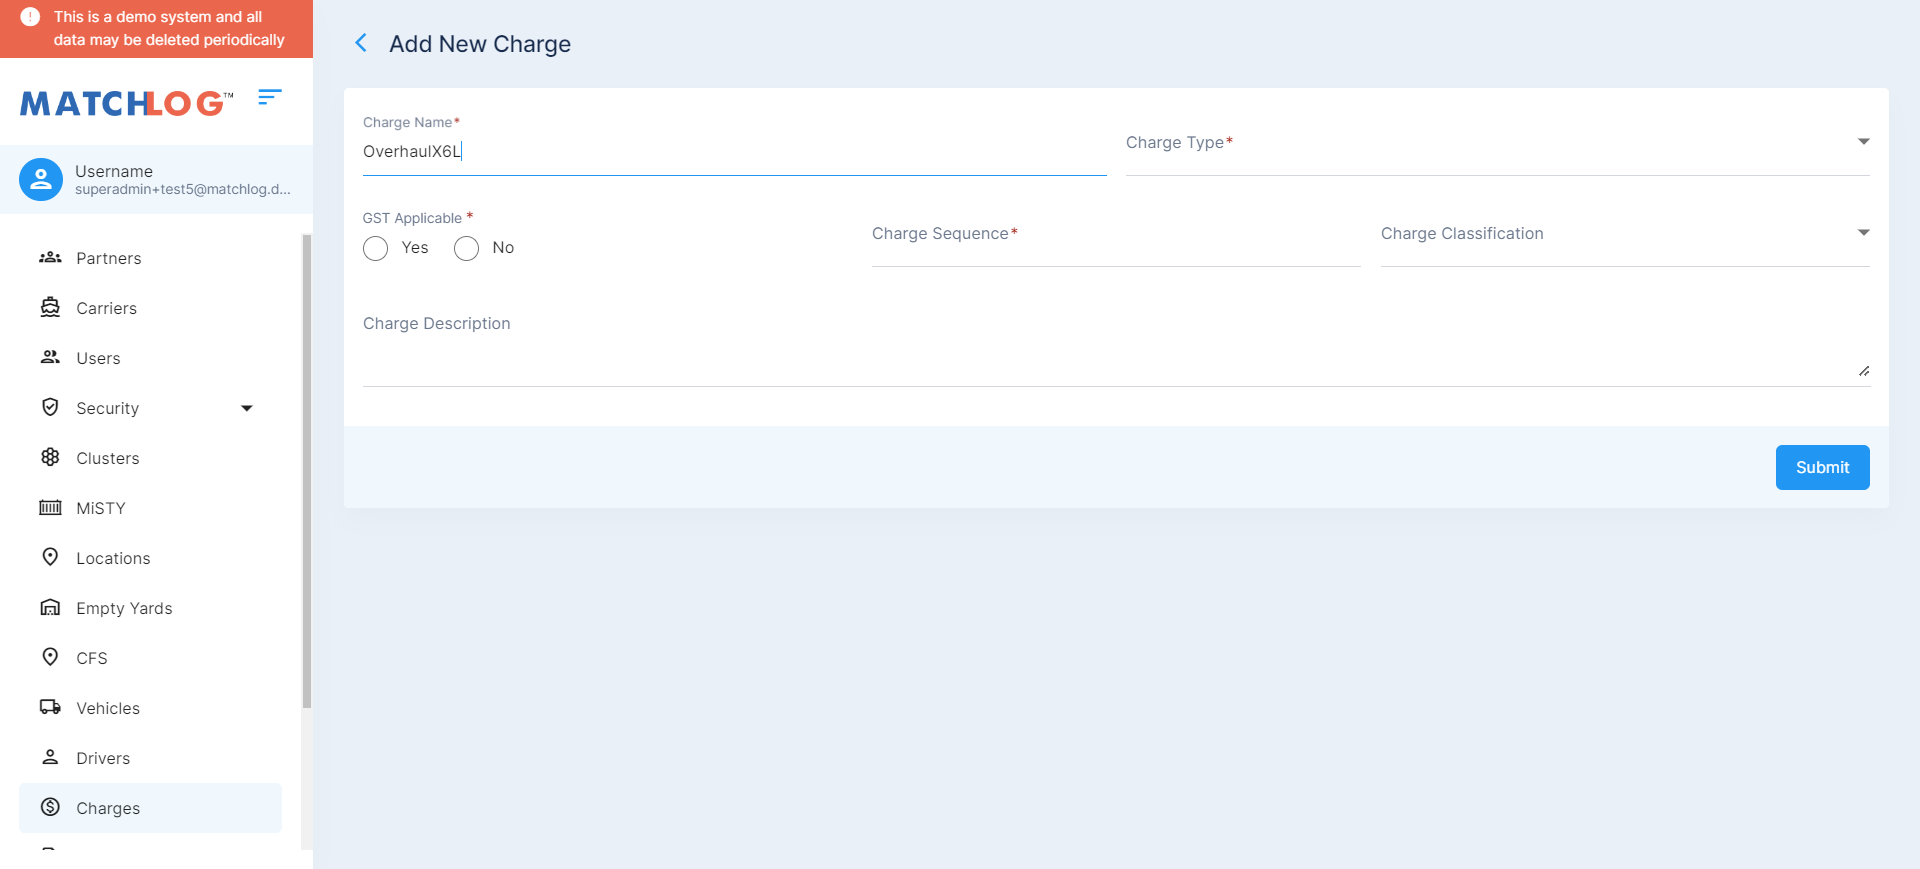 This is a demo system and all
data may be deleted periodically
MATCHLOG™
Username
superadmin+test5@matchlog.d...
Partners
Carriers
Users
Security
Clusters
MiSTY
Locations
Empty Yards
CFS
Vehicles
Drivers
Charges
Add New Charge
Charge Name*
OverhaulX6L
Charge Type*
GST Applicable *
Yes
No
Charge Sequence*
Charge Classification
Charge Description
Submit